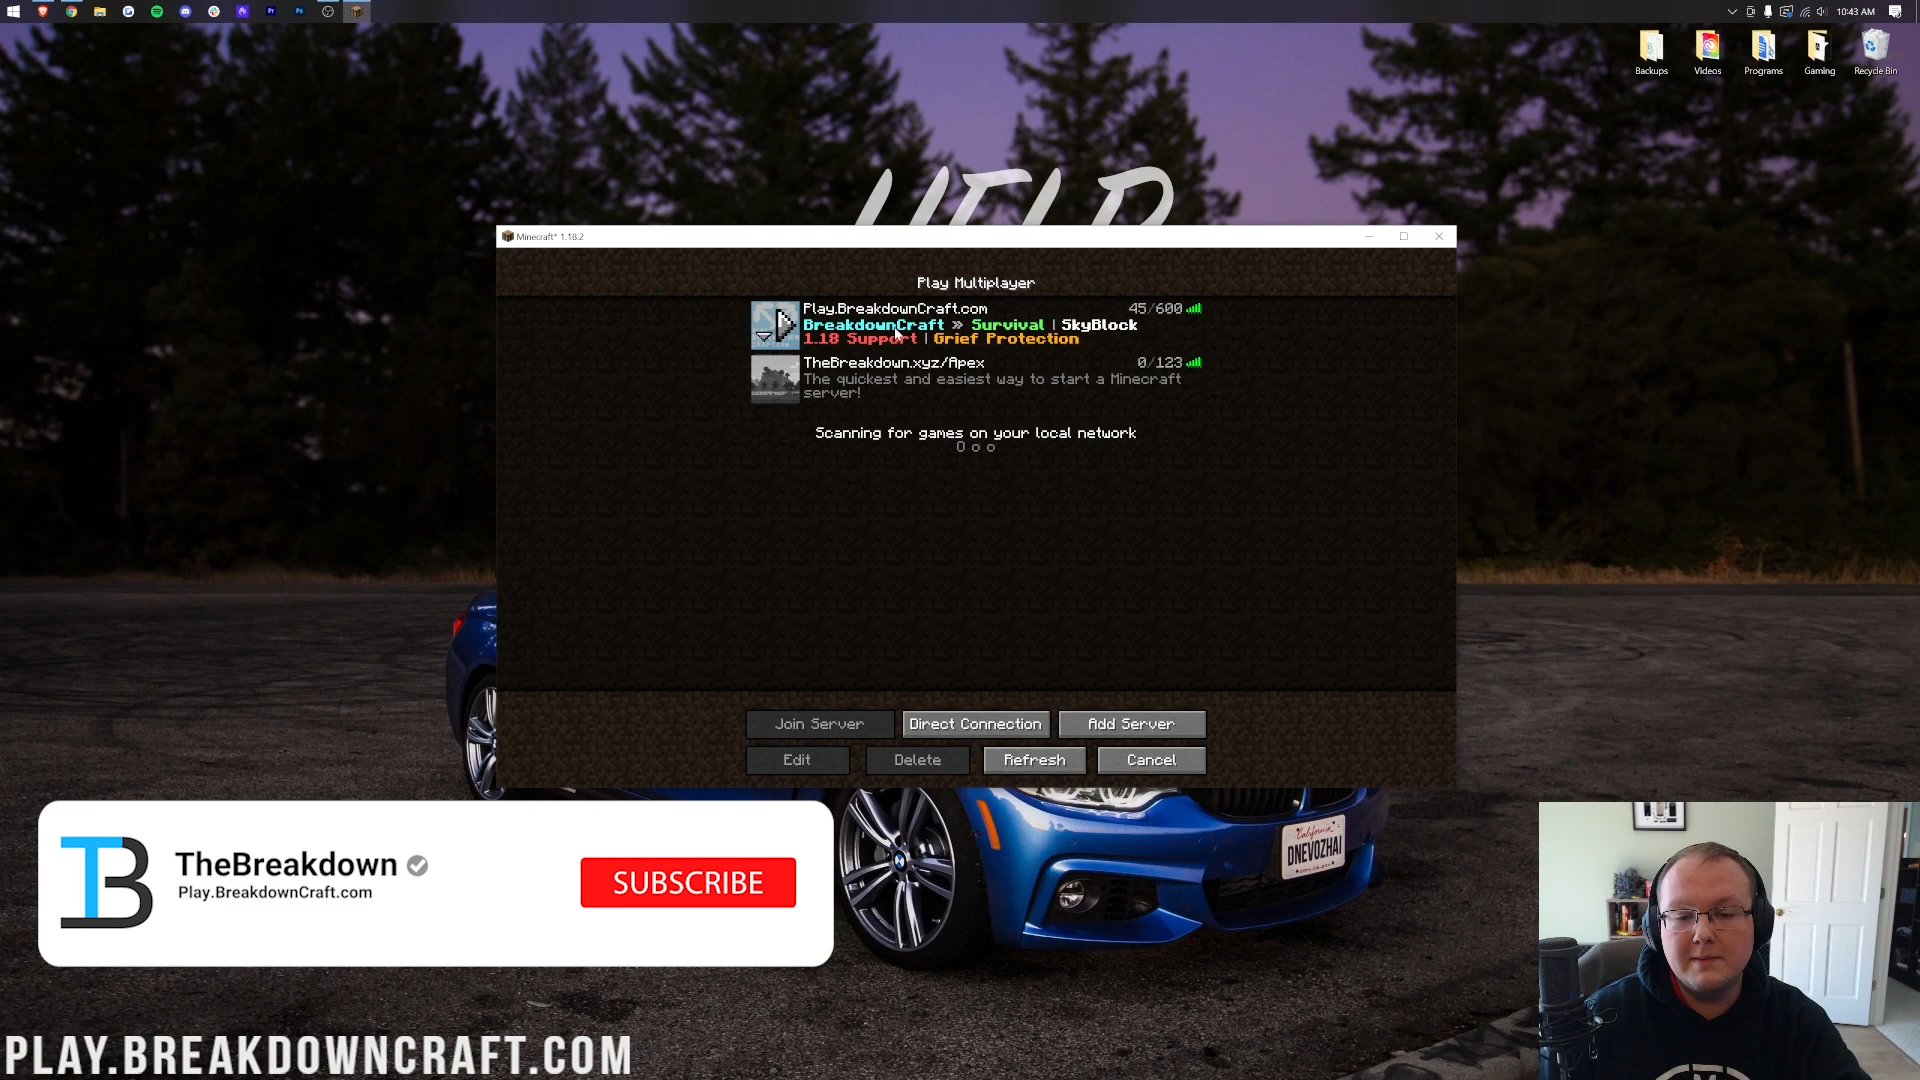 10:43 AM
Backups
Videos
Programs
Gaming
Recycle Bin
HELP
Minecraft* 1.18.2
Play Multiplayer
Play.BreakdownCraft.com 45/600
BreakdownCraft » Survival | SkyBlock
1.18 Support | Grief Protection
TheBreakdown.xyz/Apex 0/123
The quickest and easiest way to start a Minecraft
server!
Scanning for games on your local network
O o o
Join Server
Direct Connection
Add Server
Edit
Delete
Refresh
Cancel
TB
TheBreakdown
Play.BreakdownCraft.com
SUBSCRIBE
California
DNEVOZHAI
PLAY.BREAKDOWNCRAFT.COM